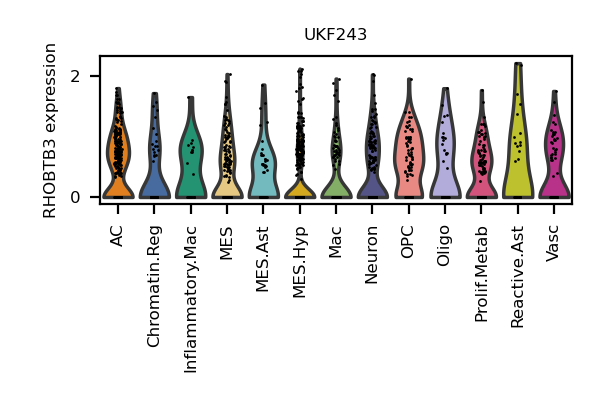 UKF243
RHOBTB3 expression
2
0
AC
Chromatin.Reg
Inflammatory.Mac
MES
MES.Ast
MES.Hyp
Mac
Neuron
OPC
Oligo
Prolif.Metab
Reactive.Ast
Vasc